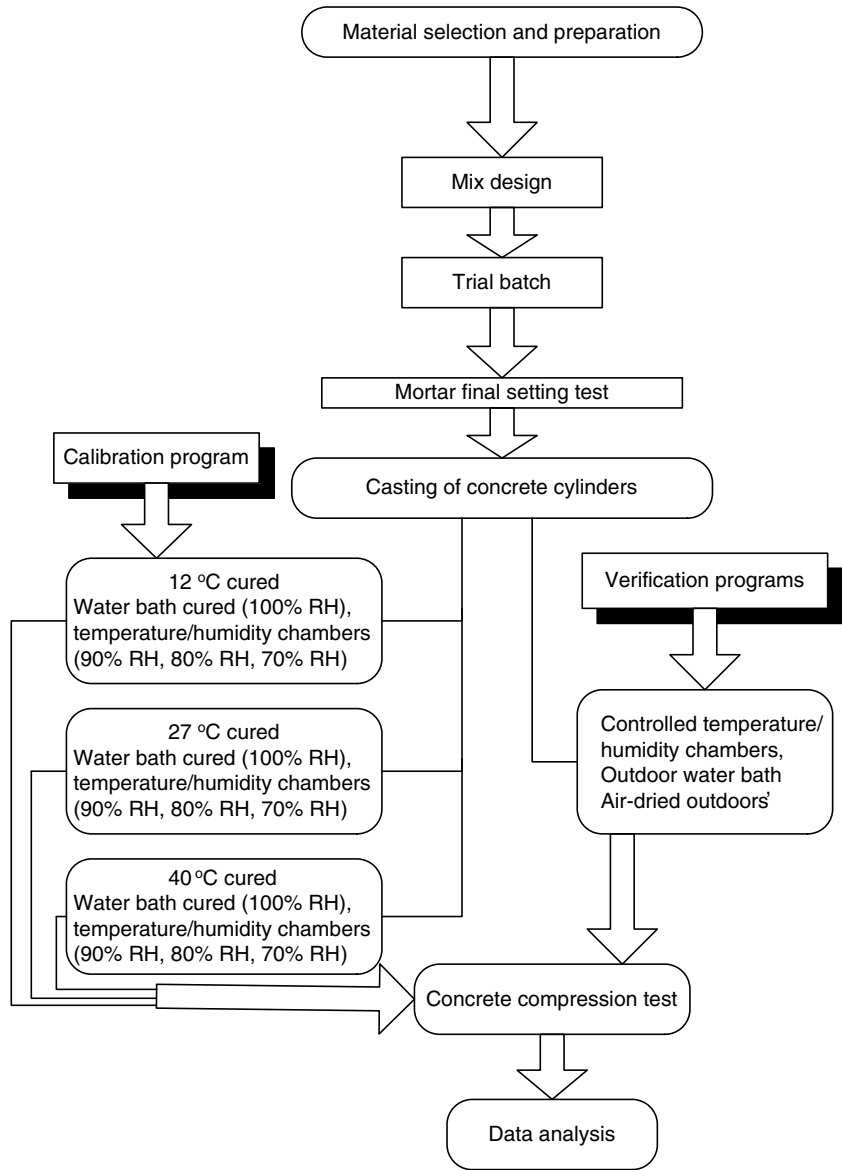 Material selection and preparation
Mix design
Trial batch
Mortar final setting test
Calibration program
Casting of concrete cylinders
12 °C cured
Water bath cured (100% RH),
temperature/humidity chambers
(90% RH, 80% RH, 70% RH)
Verification programs
27 °C cured
Water bath cured (100% RH),
temperature/humidity chambers
(90% RH, 80% RH, 70% RH)
Controlled temperature/
humidity chambers,
Outdoor water bath
Air-dried outdoors’
40 °C cured
Water bath cured (100% RH),
temperature/humidity chambers
(90% RH, 80% RH, 70% RH)
Concrete compression test
Data analysis